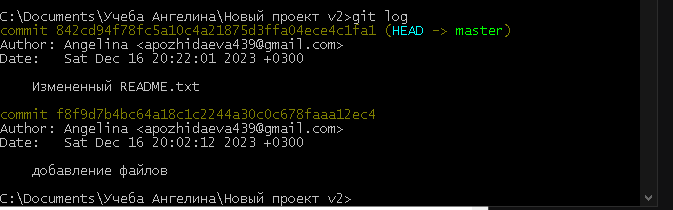 C:\Documents\Учеба Ангелина\Новый проект v2>git log
commit 842cd94f78fc5a10c4a21875d3ffa04ece4c1fa1 (HEAD -> master)
Author: Angelina <apozhidaeva439@gmail.com>
Date:   Sat Dec 16 20:22:01 2023 +0300
Измененный README.txt
commit f8f9d7b4bc64a18c1c2244a30c0c678faaa12ec4
Author: Angelina <apozhidaeva439@gmail.com>
Date:   Sat Dec 16 20:02:12 2023 +0300
добавление файлов
C:\Documents\Учеба Ангелина\Новый проект v2>